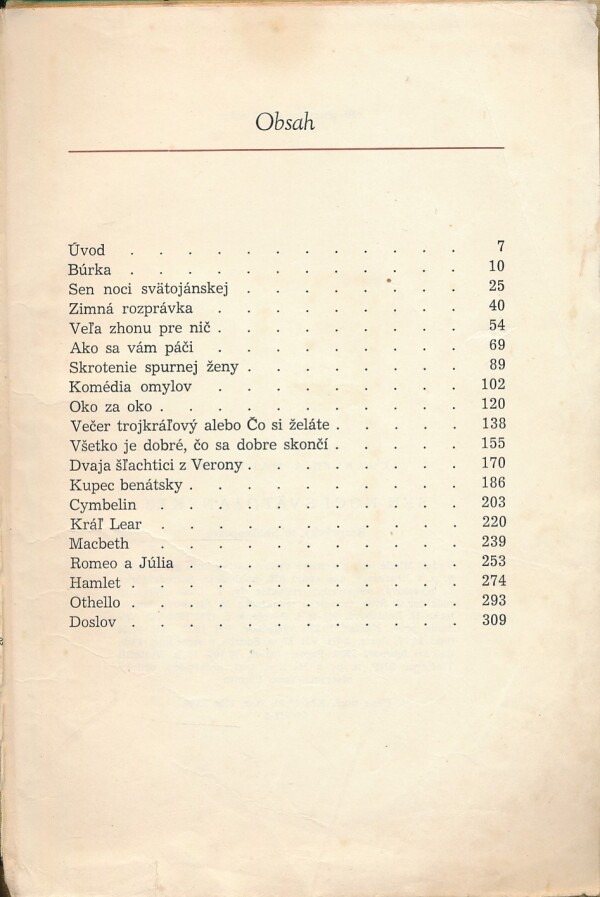 Obsah
Úvod . . . . . . . . . . . . 7
Búrka . . . . . . . . . . . . 10
Sen noci svätojánskej . . . . . . . . 25
Zimná rozprávka . . . . . . . . . 40
Veľa zhonu pre nič . . . . . . . . . 54
Ako sa vám páči . . . . . . . . . 69
Skrotenie spurnej ženy . . . . . . . . 89
Komédia omylov . . . . . . . . . 102
Oko za oko . . . . . . . . . . . 120
Večer trojkráľový alebo Čo si želáte . . . . . 138
Všetko je dobré, čo sa dobre skončí . . . . . 155
Dvaja šľachtici z Verony . . . . . . . . 170
Kupec benátsky . . . . . . . . . . 186
Cymbelin . . . . . . . . . . . 203
Kráľ Lear . . . . . . . . . . . 220
Macbeth . . . . . . . . . . . 239
Romeo a Júlia . . . . . . . . . . 253
Hamlet . . . . . . . . . . . . 274
Othello . . . . . . . . . . . . 293
Doslov . . . . . . . . . . . . 309